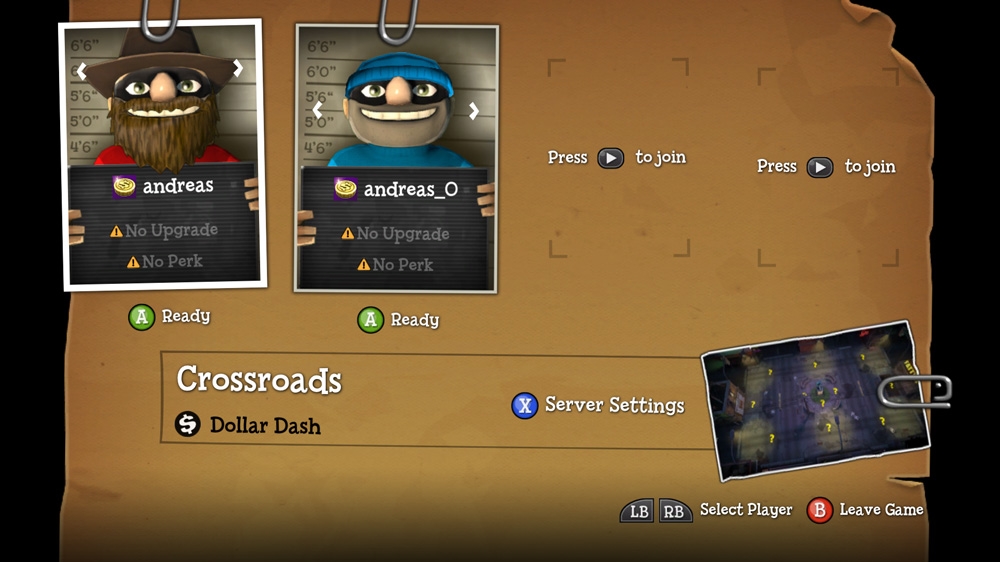 6'6"
6'0"
5'6"
5'0"
4'6"
andreas
No Upgrade
No Perk
A Ready
6'6"
6'0"
5'6"
5'0"
4'6"
andreas_O
No Upgrade
No Perk
A Ready
Press to join
Press to join
Crossroads
$ Dollar Dash
X Server Settings
? ? ? ? ? ? ? ? ?
LB RB Select Player B Leave Game